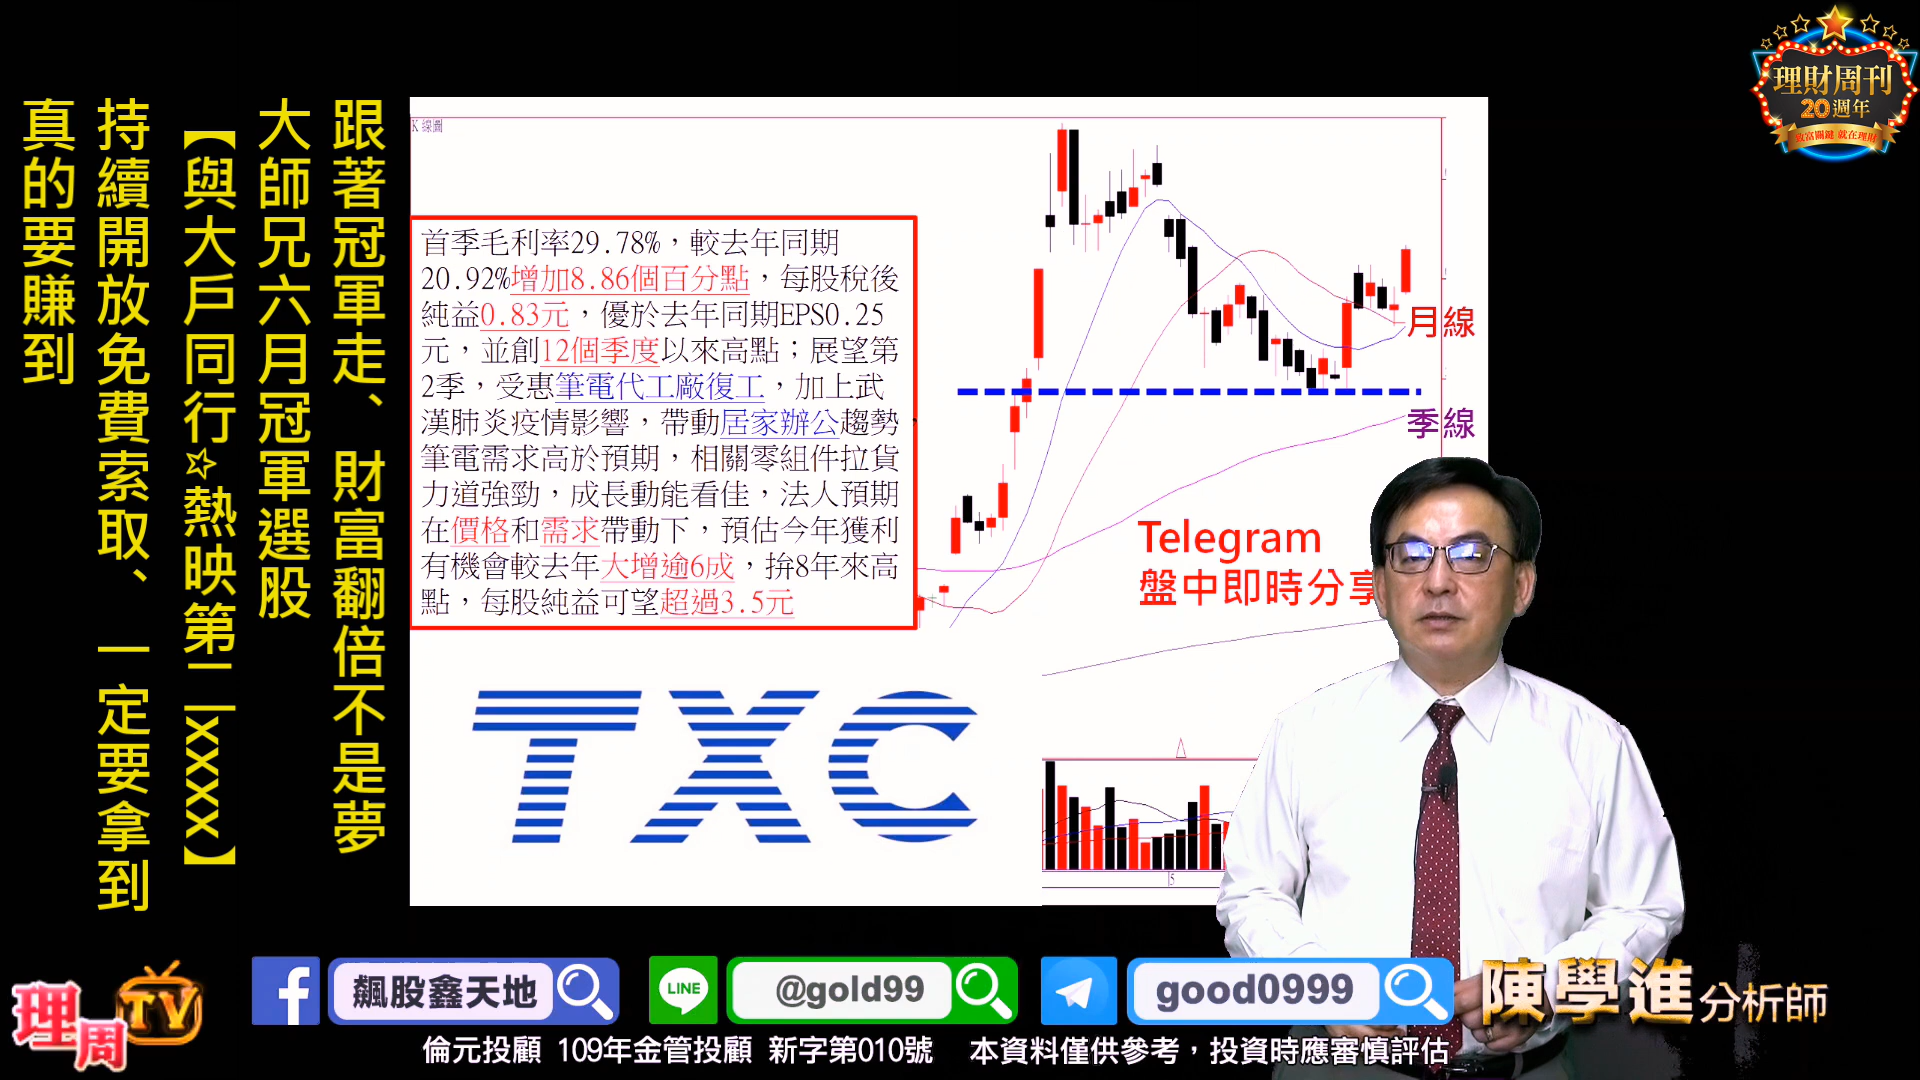 跟著冠軍走、財富翻倍不是夢
大師兄六月冠軍選股
【與大戶同行☆熱映第二 |xxxx】
持續開放免費索取、一定要拿到
真的要賺到
K 線圖
首季毛利率29.78%，較去年同期
20.92%增加8.86個百分點，每股稅後
純益0.83元，優於去年同期EPS0.25
元，並創12個季度以來高點；展望第
2季，受惠筆電代工廠復工，加上武
漢肺炎疫情影響，帶動居家辦公趨勢，
筆電需求高於預期，相關零組件拉貨
力道強勁，成長動能看佳，法人預期
在價格和需求帶動下，預估今年獲利
有機會較去年大增逾6成，拚8年來高
點，每股純益可望超過3.5元
月線
季線
Telegram
盤中即時分享
TXC
5
理財周刊
20週年
致富關鍵 就在理財
理周TV
飆股鑫天地
LINE
@gold99
good0999
陳學進分析師
倫元投顧 109年金管投顧 新字第010號 本資料僅供參考，投資時應審慎評估